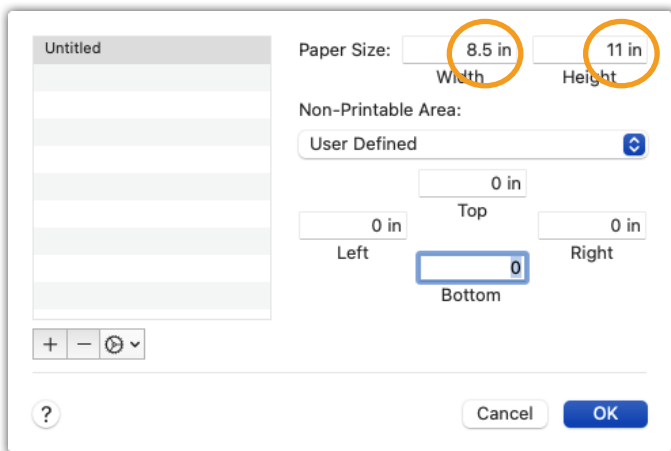 Untitled
Paper Size: 8.5 in 11 in
Width Height
Non-Printable Area:
User Defined
0 in
Top
0 in 0 in
Left Right
0
Bottom
+ −
? Cancel OK